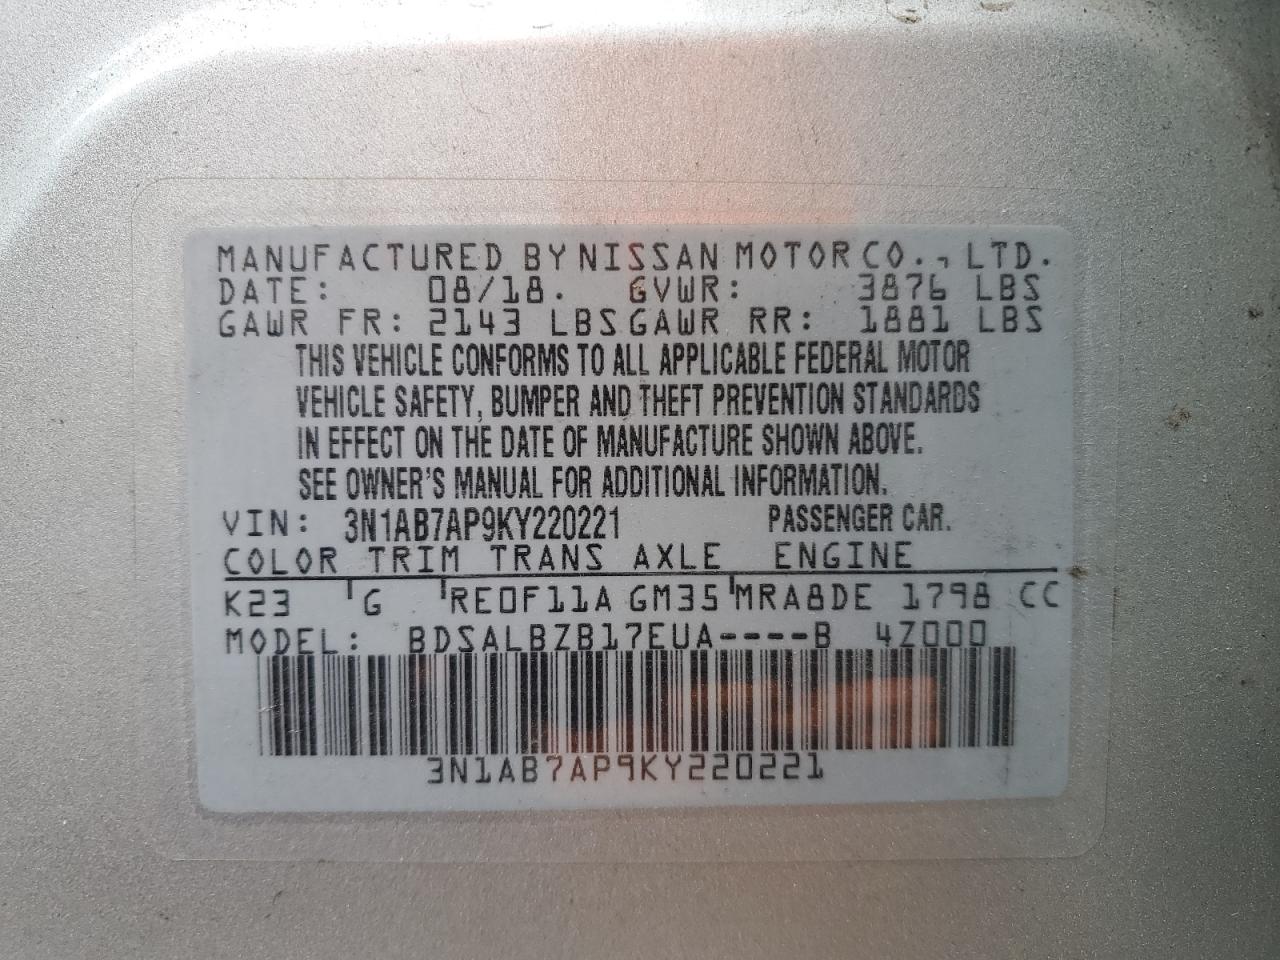 MANUFACTURED BY NISSAN MOTOR CO., LTD.
DATE: 08/18. GVWR: 3876 LBS
GAWR FR: 2143 LBS GAWR RR: 1881 LBS
THIS VEHICLE CONFORMS TO ALL APPLICABLE FEDERAL MOTOR
VEHICLE SAFETY, BUMPER AND THEFT PREVENTION STANDARDS
IN EFFECT ON THE DATE OF MANUFACTURE SHOWN ABOVE.
SEE OWNER'S MANUAL FOR ADDITIONAL INFORMATION.
VIN: 3N1AB7AP9KY220221 PASSENGER CAR.
COLOR TRIM TRANS AXLE ENGINE
K23 G RE0F11A GM35 MRA8DE 1798 CC
MODEL: BDSALBZB17EUA----B 4Z000
3N1AB7AP9KY220221